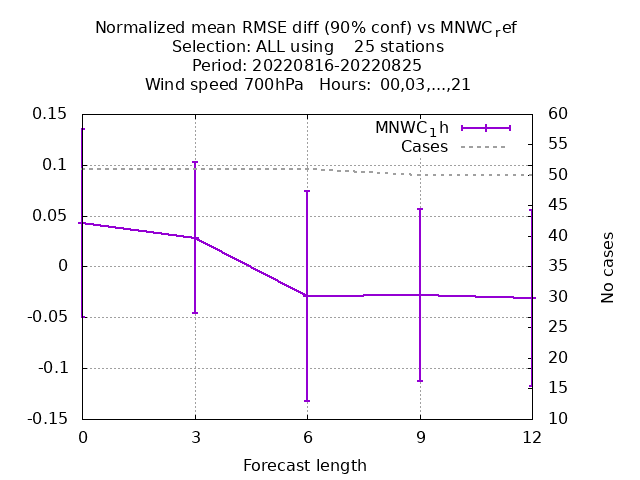 Normalized mean RMSE diff (90% conf) vs MNWCref
Selection: ALL using    25 stations
Period: 20220816-20220825
Wind speed 700hPa   Hours: 00,03,...,21
MNWC1h
Cases
0.15
0.1
0.05
0
-0.05
-0.1
-0.15
60
55
50
45
40
35
30
25
20
15
10
No cases
0 3 6 9 12
Forecast length